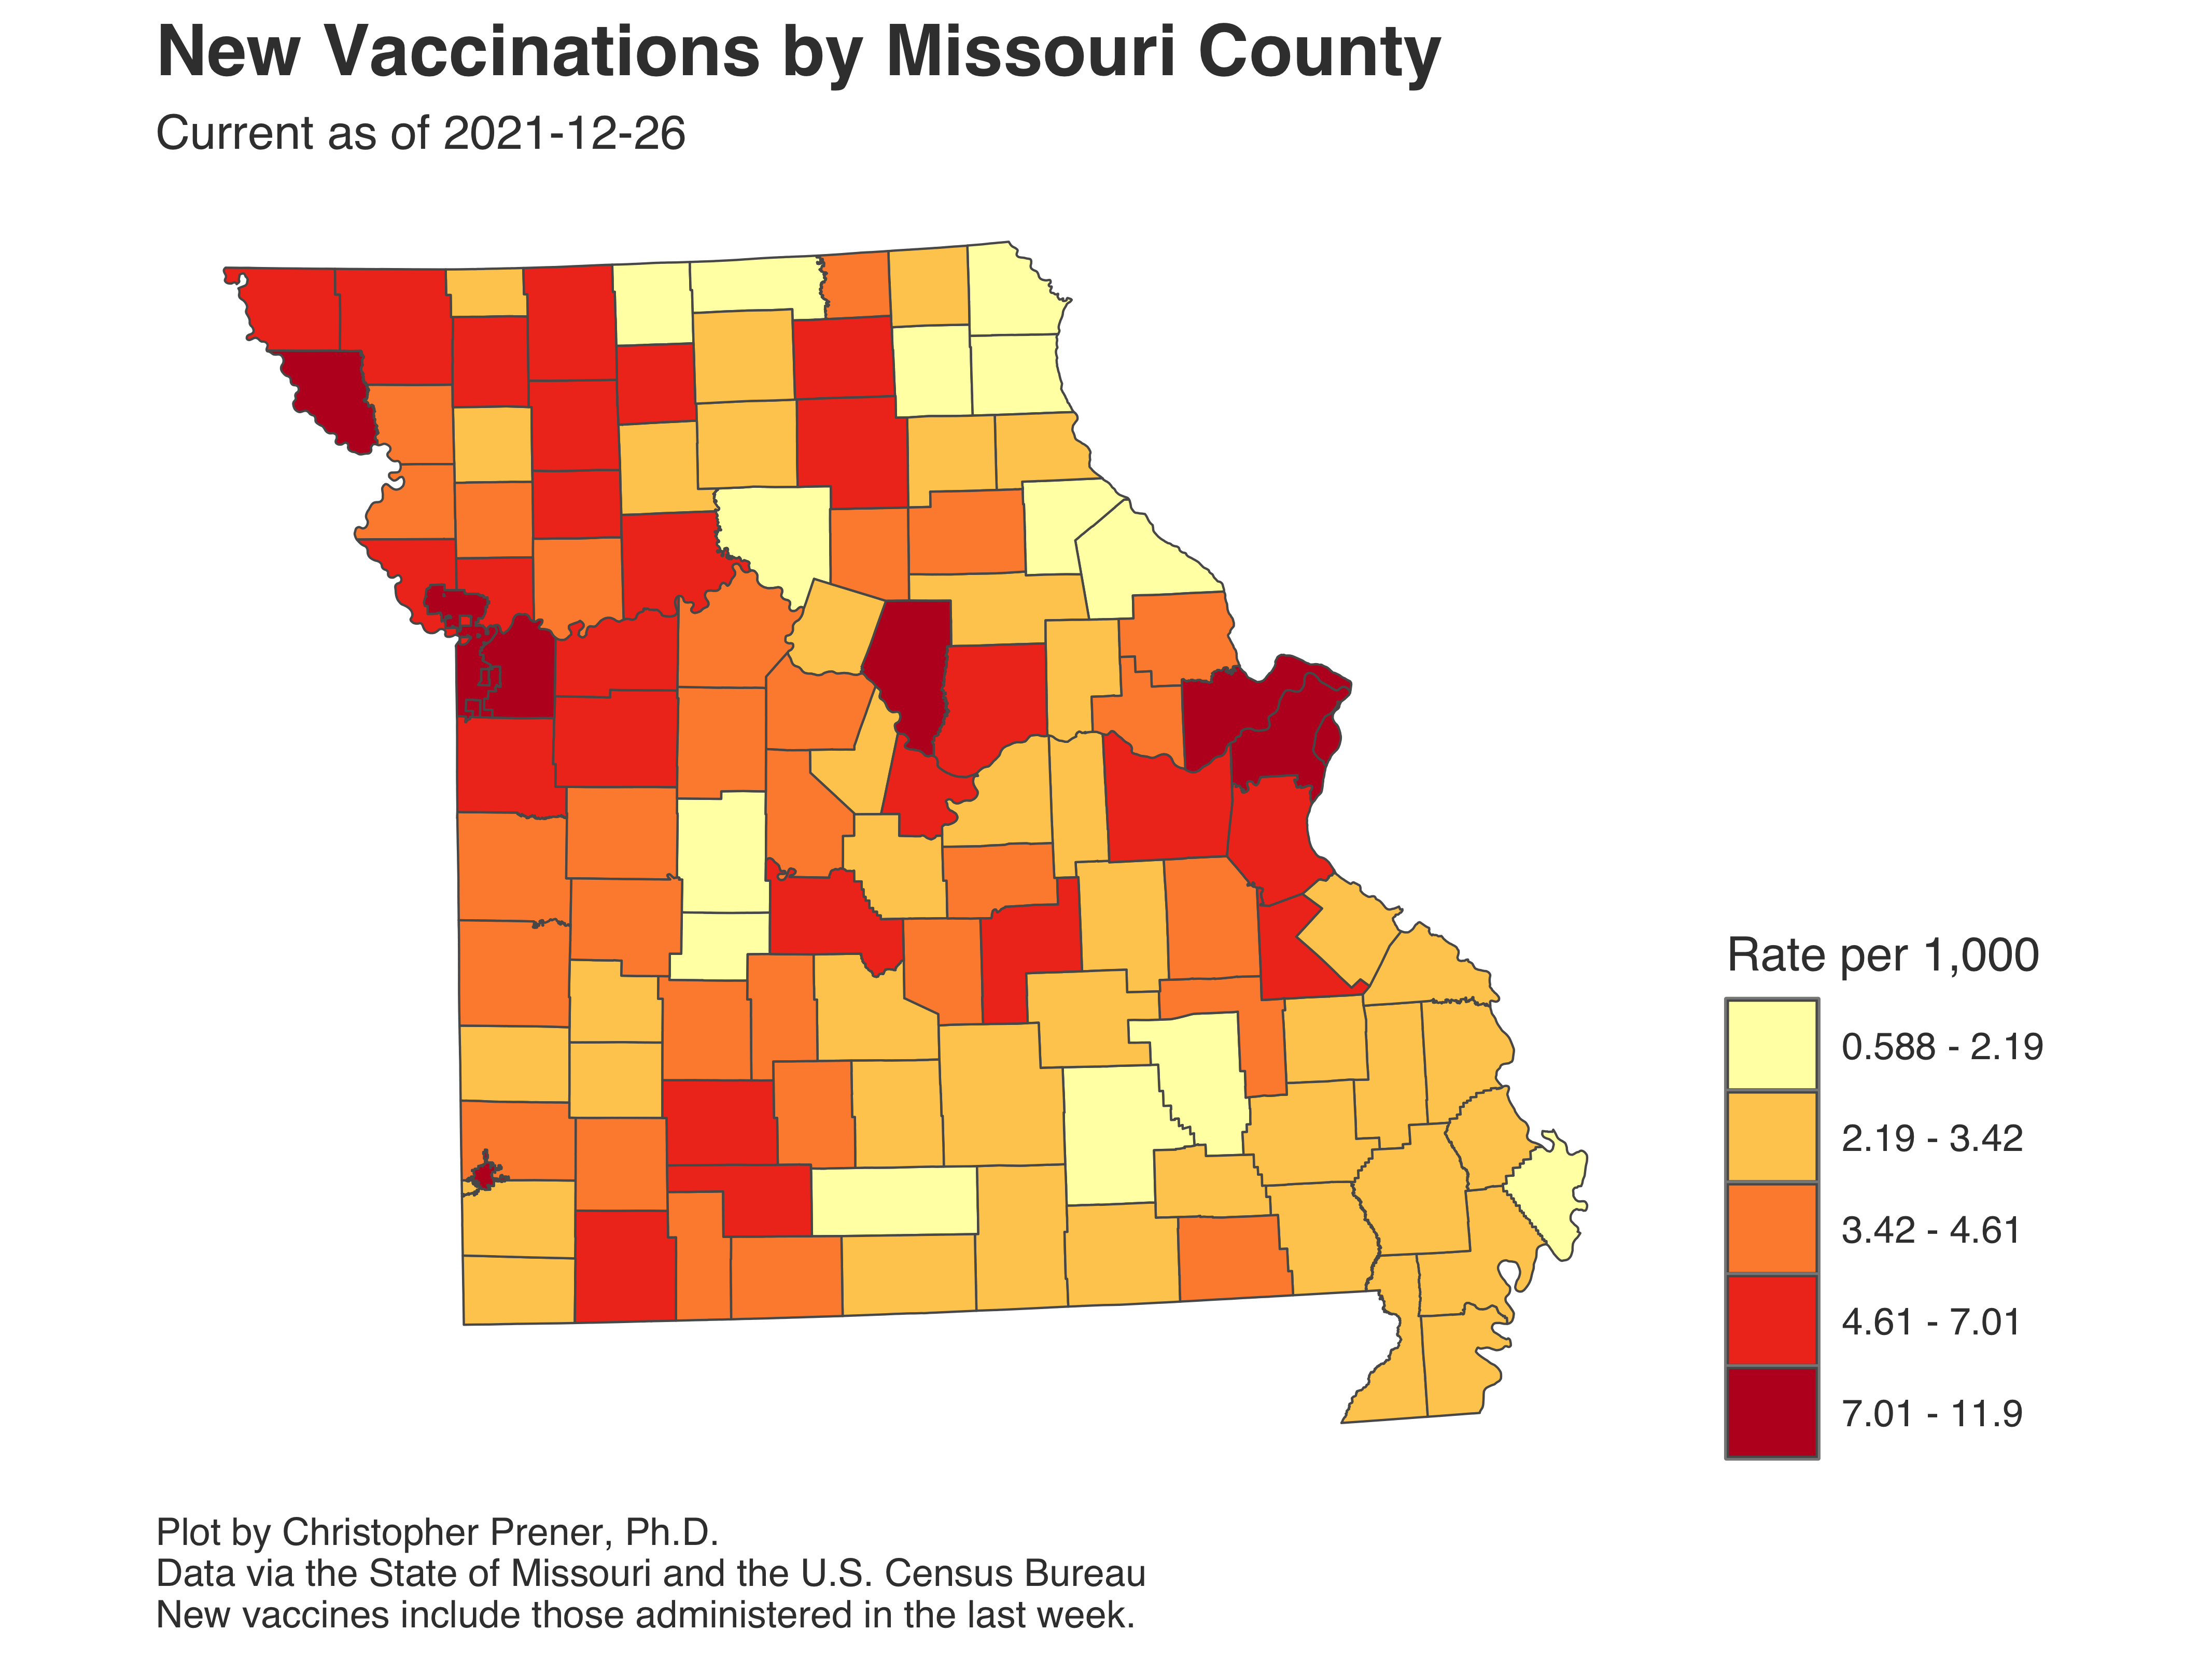 New Vaccinations by Missouri County
Current as of 2021-12-26
Rate per 1,000
0.588 - 2.19
2.19 - 3.42
3.42 - 4.61
4.61 - 7.01
7.01 - 11.9
Plot by Christopher Prener, Ph.D.
Data via the State of Missouri and the U.S. Census Bureau
New vaccines include those administered in the last week.